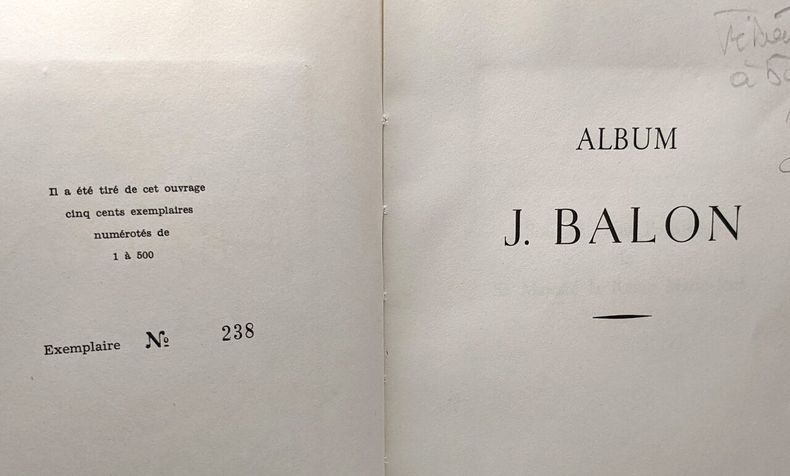 Il a été tiré de cet ouvrage
cinq cents exemplaires
numérotés de
1 à 500
Exemplaire № 238
ALBUM
J. BALON
à